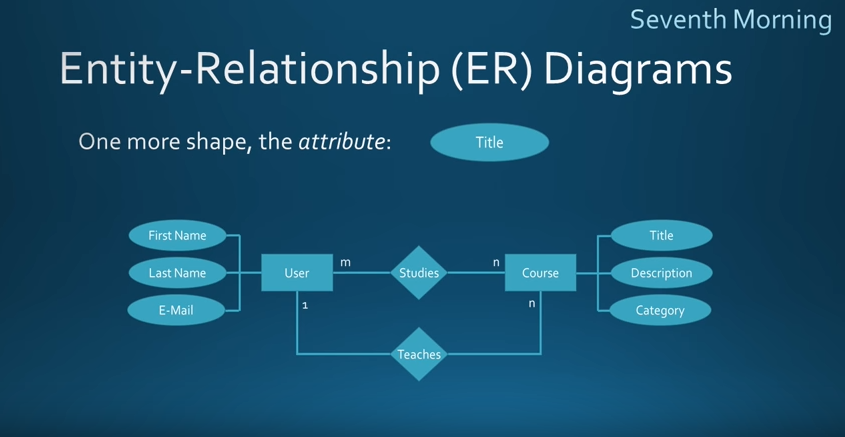 Seventh Morning
Entity-Relationship (ER) Diagrams
One more shape, the attribute:
Title
First Name
Last Name
E-Mail
User
m
1
Studies
Teaches
n
n
Course
Title
Description
Category